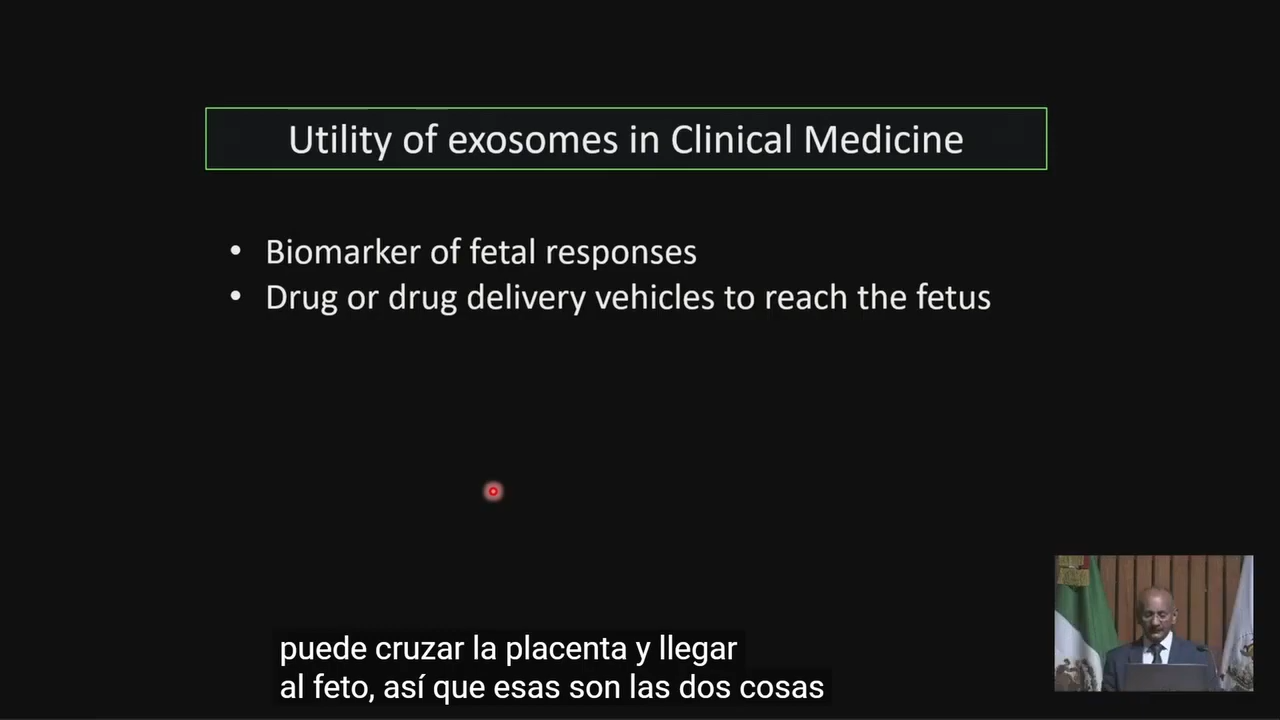 Utility of exosomes in Clinical Medicine
• Biomarker of fetal responses
• Drug or drug delivery vehicles to reach the fetus
puede cruzar la placenta y llegar
al feto, así que esas son las dos cosas